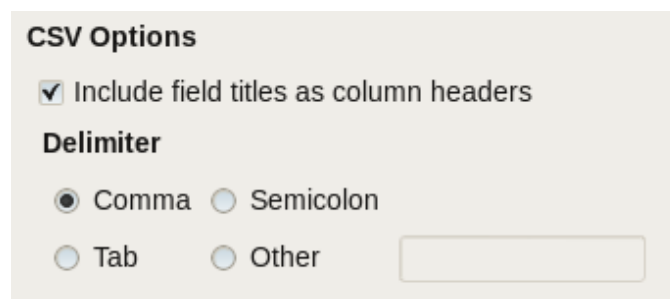 CSV Options
Include field titles as column headers
Delimiter
Comma Semicolon
Tab Other